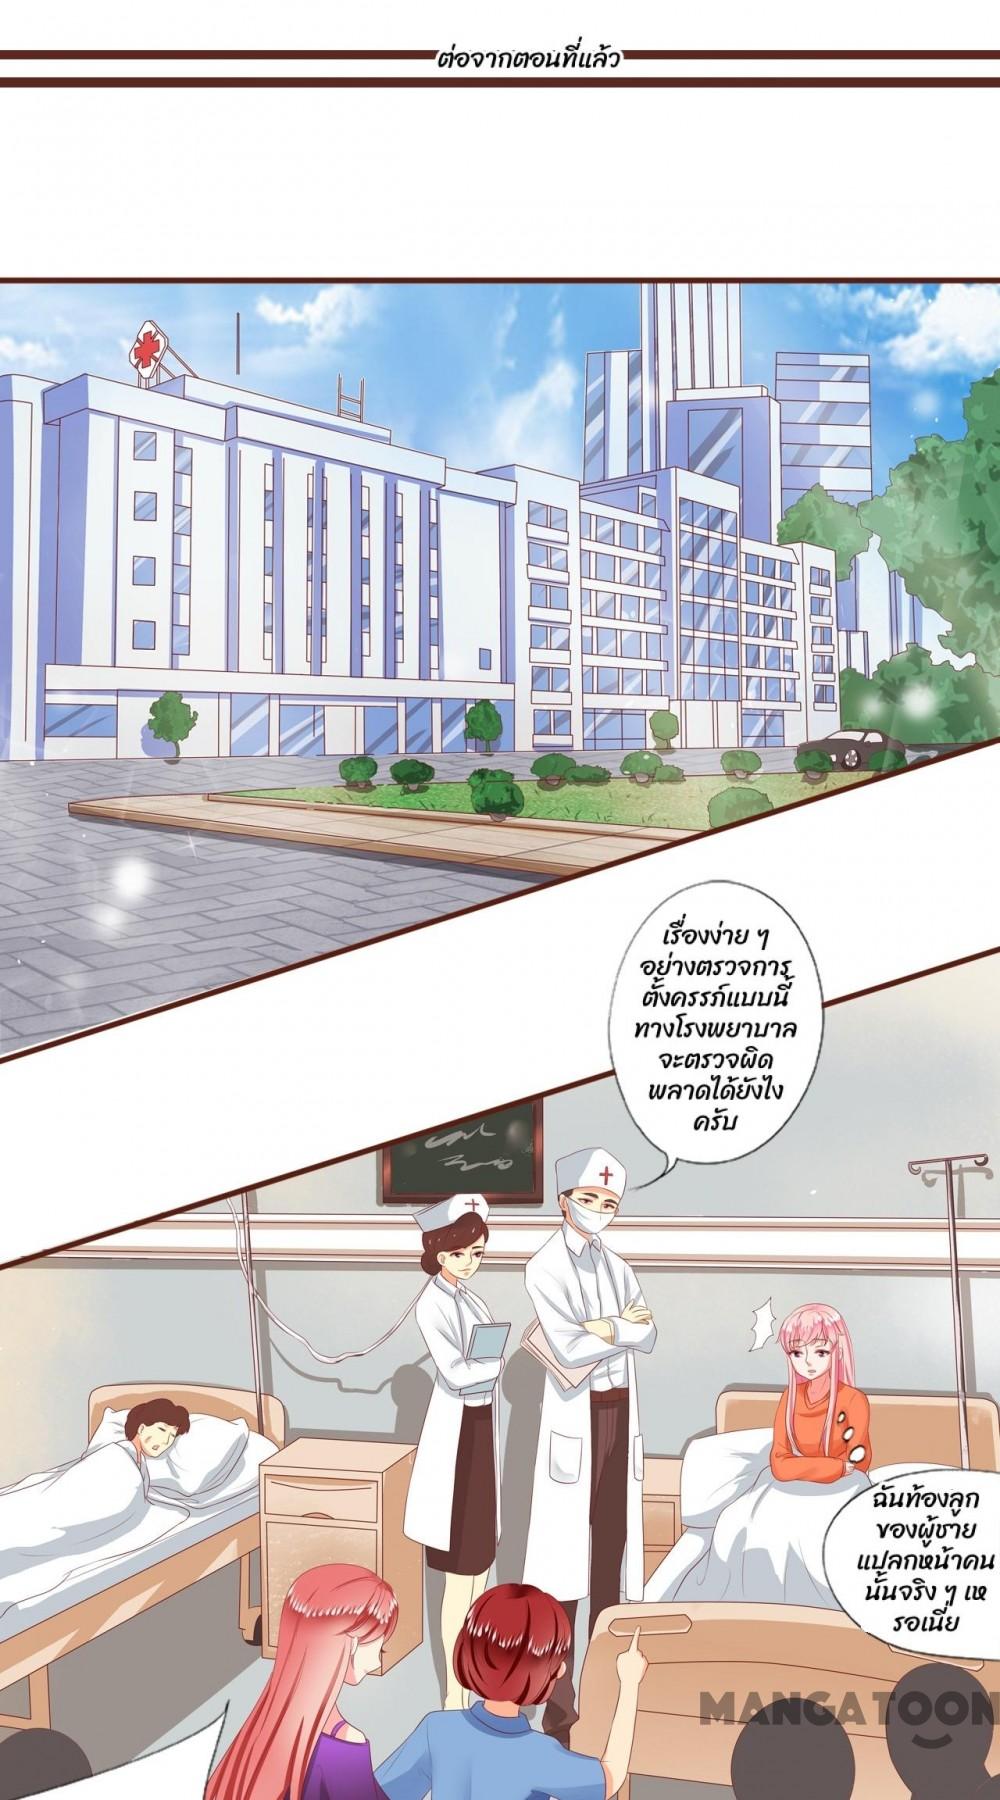 ต่อจากตอนที่แล้ว
เรื่องง่าย ๆ
อย่างตรวจการ
ตั้งครรภ์แบบนี้
ทางโรงพยาบาล
จะตรวจผิด
พลาดได้ยังไง
ครับ
ฉันท้องลูก
ของผู้ชาย
แปลกหน้าคน
นั้นจริง ๆ เห
รอเนี่ย
MANGATOON